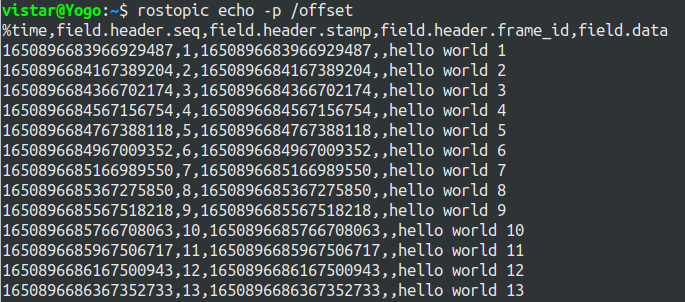 vistar@Yogo:~$ rostopic echo -p /offset
%time,field.header.seq,field.header.stamp,field.header.frame_id,field.data
1650896683966929487,1,1650896683966929487,,hello world 1
1650896684167389204,2,1650896684167389204,,hello world 2
1650896684366702174,3,1650896684366702174,,hello world 3
1650896684567156754,4,1650896684567156754,,hello world 4
1650896684767388118,5,1650896684767388118,,hello world 5
1650896684967009352,6,1650896684967009352,,hello world 6
1650896685166989550,7,1650896685166989550,,hello world 7
1650896685367275850,8,1650896685367275850,,hello world 8
1650896685567518218,9,1650896685567518218,,hello world 9
1650896685766708063,10,1650896685766708063,,hello world 10
1650896685967506717,11,1650896685967506717,,hello world 11
1650896686167500943,12,1650896686167500943,,hello world 12
1650896686367352733,13,1650896686367352733,,hello world 13